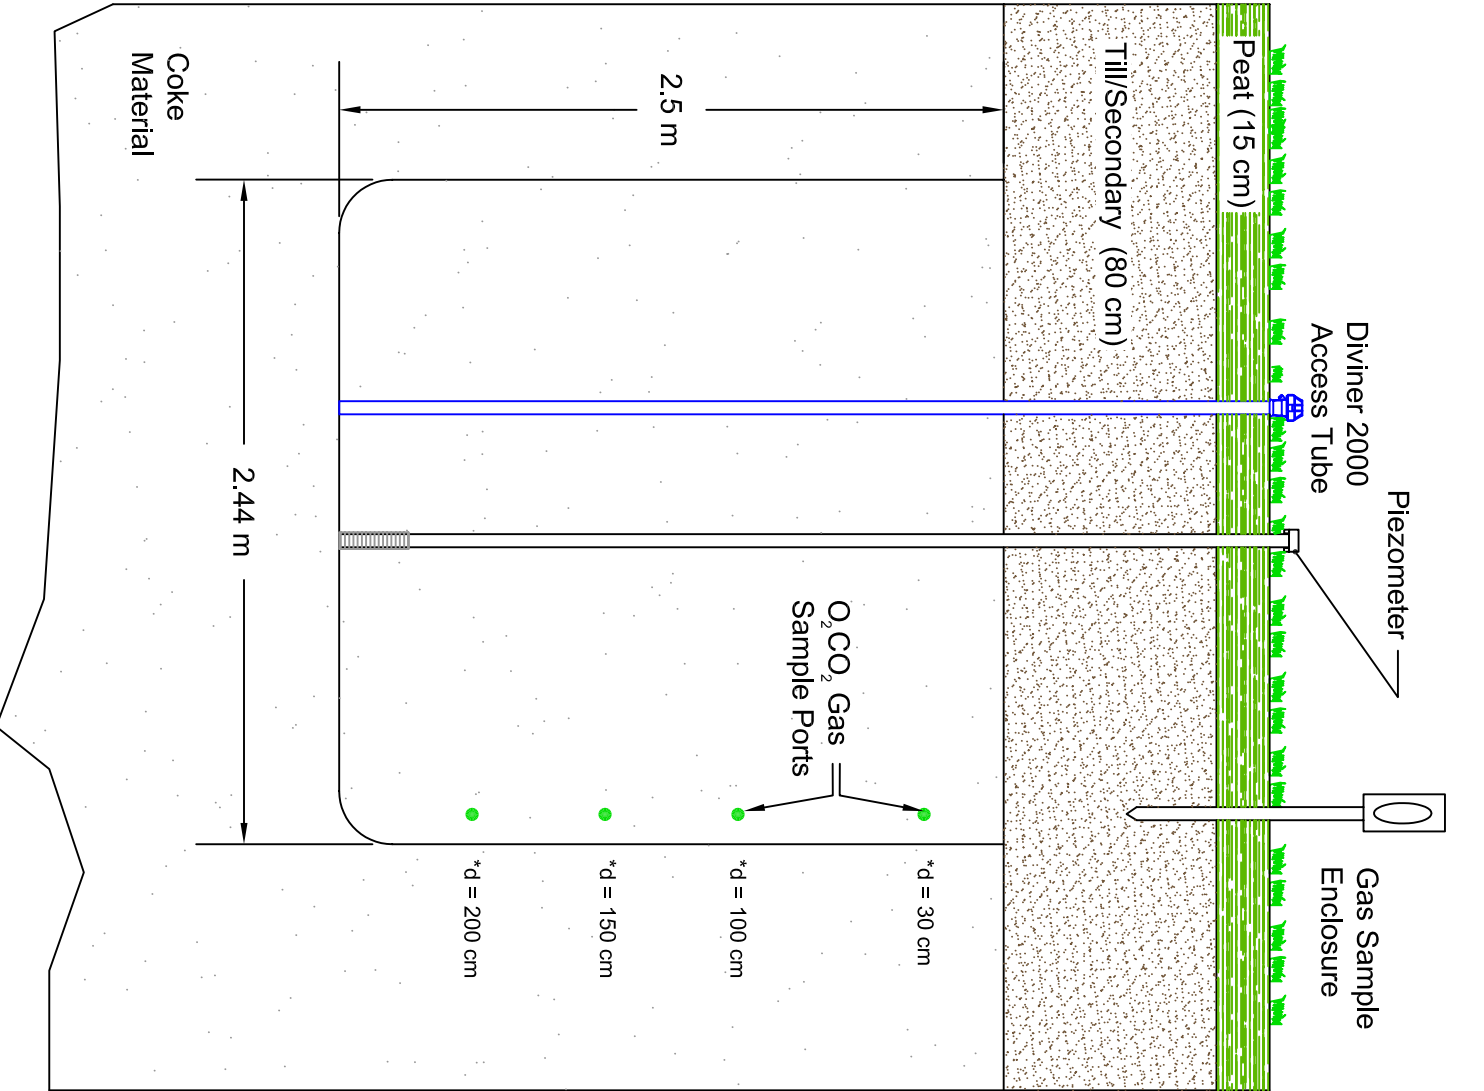 Piezometer
Diviner 2000
Access Tube
Gas Sample
Enclosure
Peat (15 cm)
Till/Secondary (80 cm)
2.5 m
O₂CO₂ Gas
Sample Ports
*d = 30 cm
*d = 100 cm
*d = 150 cm
*d = 200 cm
2.44 m
Coke
Material